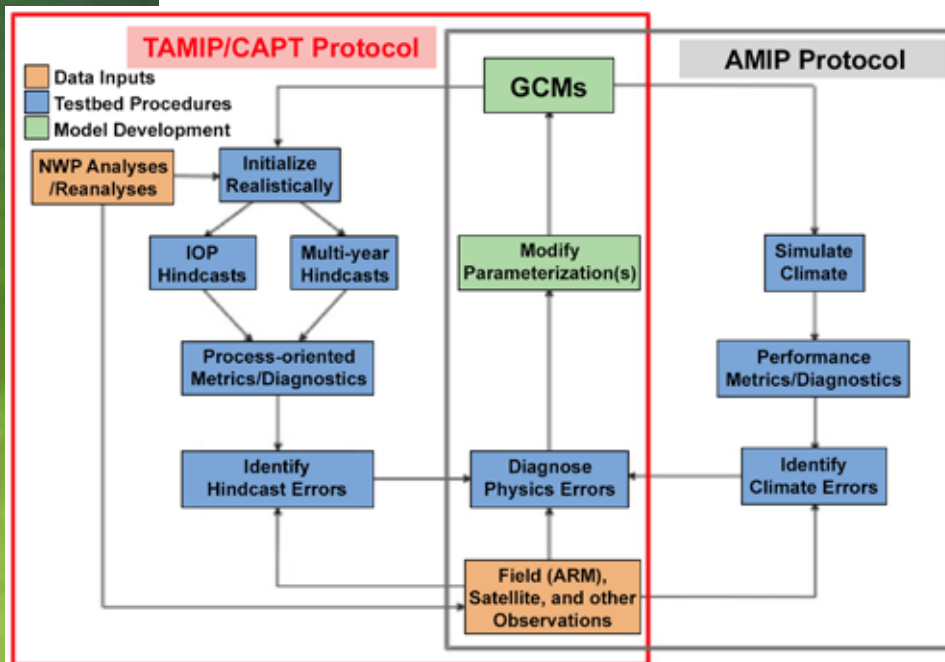 TAMIP/CAPT Protocol
AMIP Protocol
Data Inputs
Testbed Procedures
Model Development
GCMs
NWP Analyses
/Reanalyses
Initialize
Realistically
IOP
Hindcasts
Multi-year
Hindcasts
Modify
Parameterization(s)
Simulate
Climate
Process-oriented
Metrics/Diagnostics
Performance
Metrics/Diagnostics
Identify
Hindcast Errors
Diagnose
Physics Errors
Identify
Climate Errors
Field (ARM),
Satellite, and other
Observations